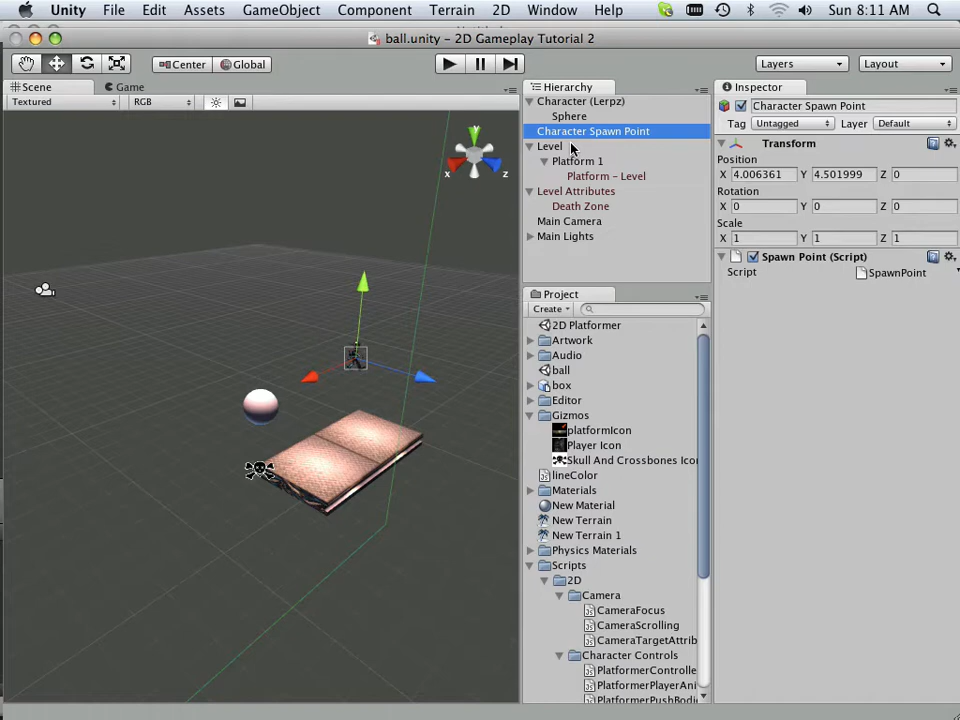 Unity File Edit Assets GameObject Component Terrain 2D Window Help Sun 8:11 AM
ball.unity – 2D Gameplay Tutorial 2
Center Global Layers Layout
Scene Game
Textured RGB
x z
Hierarchy
Character (Lerpz)
Sphere
Character Spawn Point
Level
Platform 1
Platform – Level
Level Attributes
Death Zone
Main Camera
Main Lights
Project
Create
2D Platformer
Artwork
Audio
ball
box
Editor
Gizmos
platformIcon
Player Icon
Skull And Crossbones Icon
lineColor
Materials
New Material
New Terrain
New Terrain 1
Physics Materials
Scripts
2D
Camera
CameraFocus
CameraScrolling
CameraTargetAttrib
Character Controls
PlatformerControlle
PlatformerPlayerAni
PlatformerPushBodi
Inspector
Character Spawn Point
Tag Untagged Layer Default
Transform
Position
X 4.006361 Y 4.501999 Z 0
Rotation
X 0 Y 0 Z 0
Scale
X 1 Y 1 Z 1
Spawn Point (Script)
Script SpawnPoint